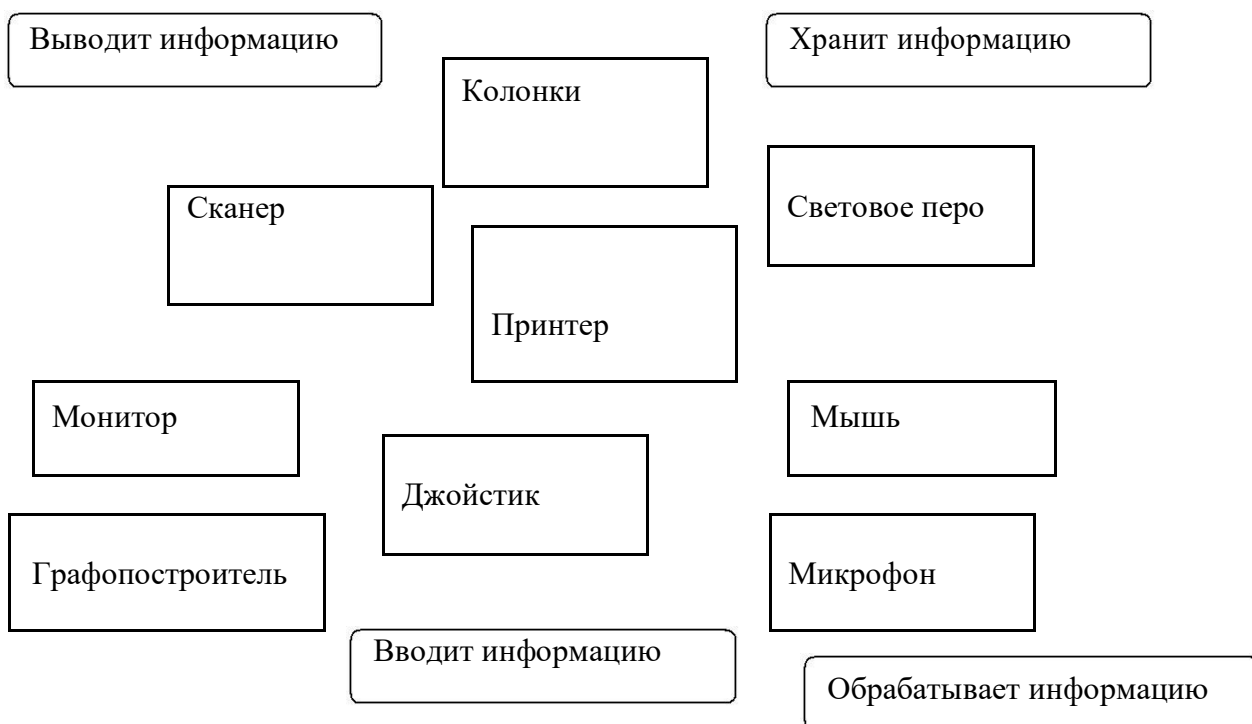 Выводит информацию
Хранит информацию
Колонки
Сканер
Световое перо
Принтер
Монитор
Мышь
Джойстик
Графопостроитель
Микрофон
Вводит информацию
Обрабатывает информацию